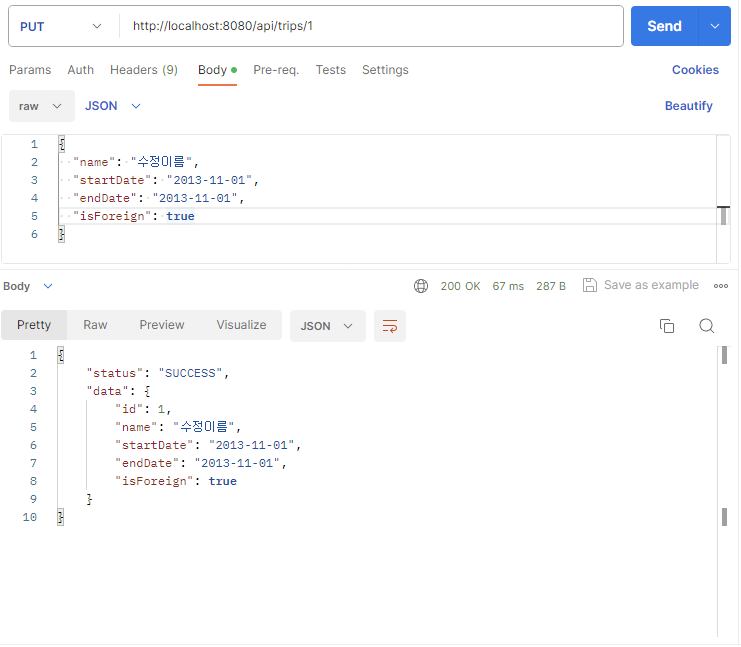 PUT http://localhost:8080/api/trips/1 Send
Params Auth Headers (9) Body Pre-req. Tests Settings Cookies
raw JSON Beautify
1 {
2 "name": "수정이름",
3 "startDate": "2013-11-01",
4 "endDate": "2013-11-01",
5 "isForeign": true
6 }
Body 200 OK 67 ms 287 B Save as example
Pretty Raw Preview Visualize JSON
1 {
2 "status": "SUCCESS",
3 "data": {
4 "id": 1,
5 "name": "수정이름",
6 "startDate": "2013-11-01",
7 "endDate": "2013-11-01",
8 "isForeign": true
9 }
10 }